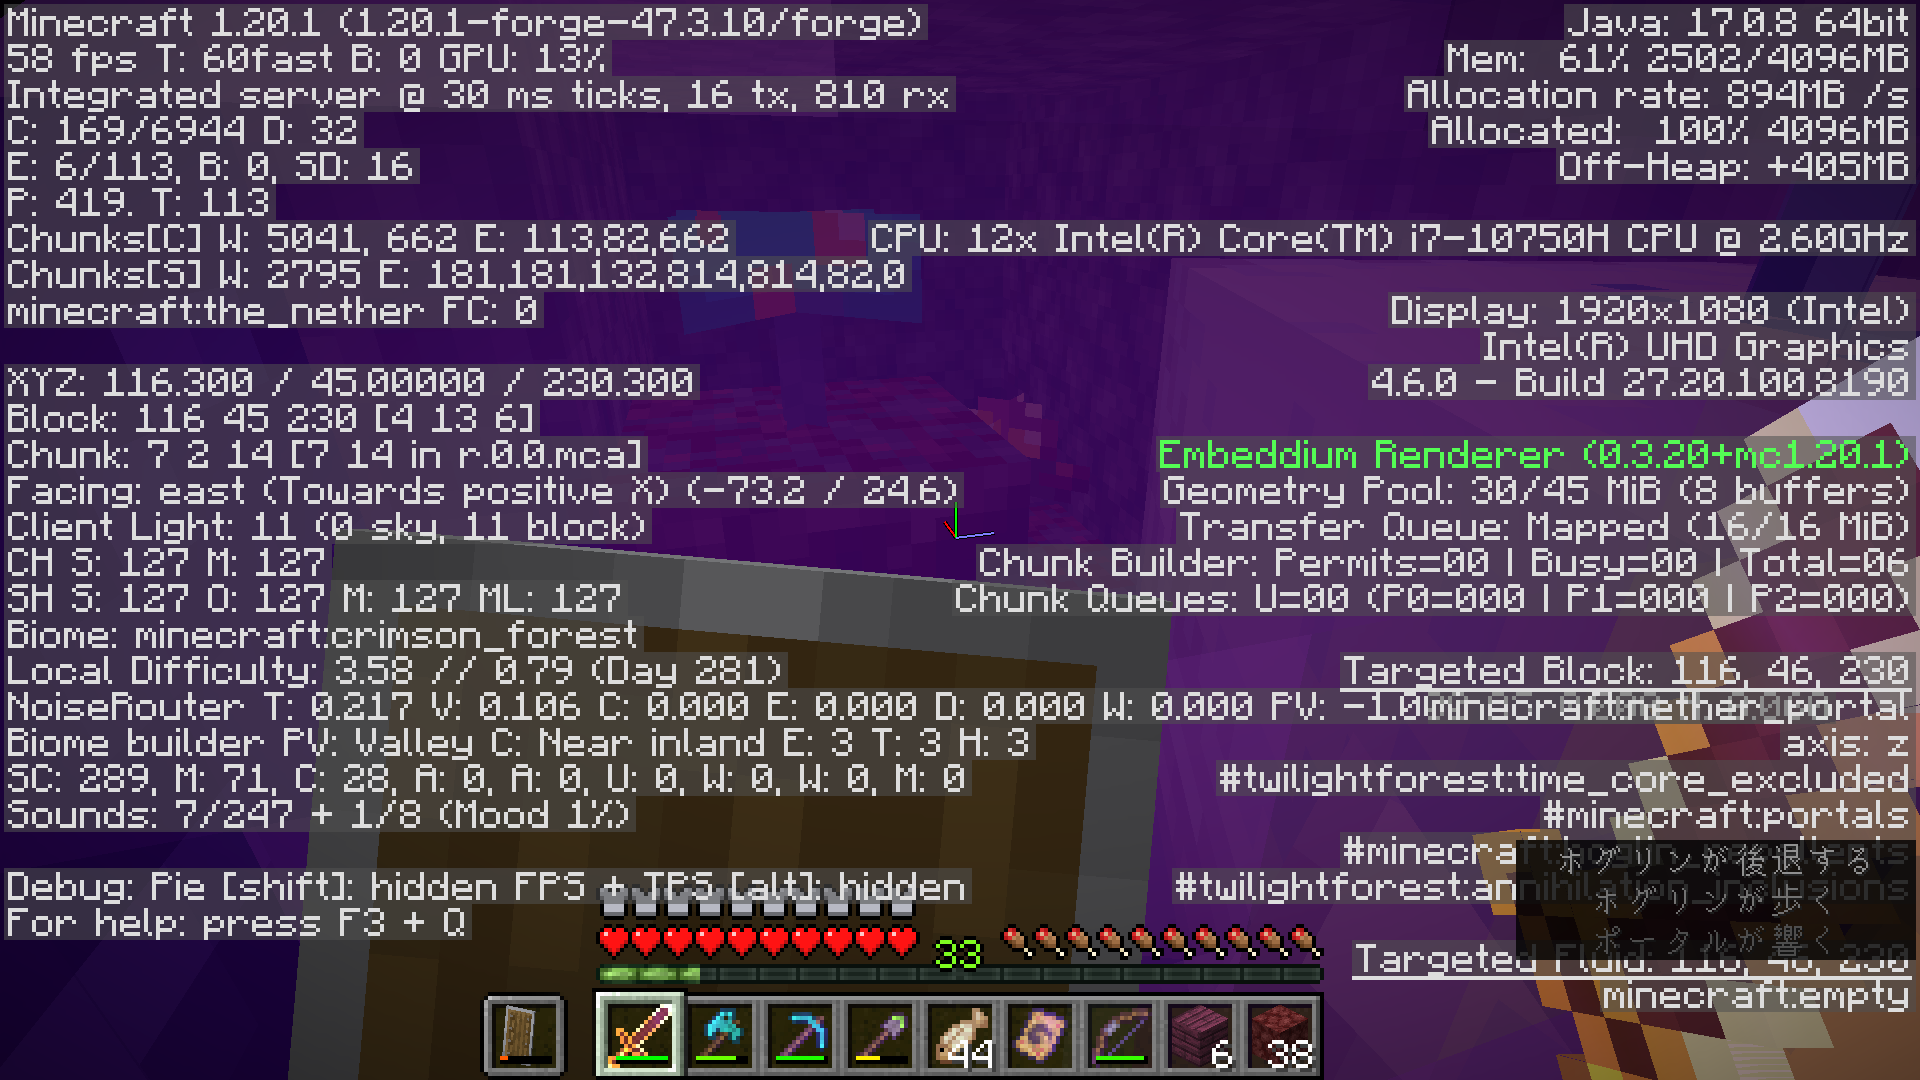 Minecraft 1.20.1 (1.20.1-forge-47.3.10/forge)
58 fps T: 60fast B: 0 GPU: 13%
Integrated server @ 30 ms ticks, 16 tx, 810 rx
C: 169/6944 D: 32
E: 6/113, B: 0, SD: 16
P: 419. T: 113
Chunks[C] W: 5041, 662 E: 113,82,662
Chunks[S] W: 2795 E: 181,181,132,814,814,82,0
minecraft:the_nether FC: 0
XYZ: 116.300 / 45.00000 / 230.300
Block: 116 45 230 [4 13 6]
Chunk: 7 2 14 [7 14 in r.0.0.mca]
Facing: east (Towards positive X) (-73.2 / 24.6)
Client Light: 11 (0 sky, 11 block)
CH S: 127 M: 127
SH S: 127 O: 127 M: 127 ML: 127
Biome: minecraft:crimson_forest
Local Difficulty: 3.58 // 0.79 (Day 281)
NoiseRouter T: 0.217 V: 0.106 C: 0.000 E: 0.000 D: 0.000 W: 0.000 PV: -1.0
Biome builder PV: Valley C: Near inland E: 3 T: 3 H: 3
SC: 289, M: 71, C: 28, A: 0, A: 0, U: 0, W: 0, W: 0, M: 0
Sounds: 7/247 + 1/8 (Mood 1%)
Debug: Pie [shift]: hidden FPS + TPS [alt]: hidden
For help: press F3 + Q
Java: 17.0.8 64bit
Mem: 61% 2502/4096MB
Allocation rate: 894MB /s
Allocated: 100% 4096MB
Off-Heap: +405MB
CPU: 12x Intel(R) Core(TM) i7-10750H CPU @ 2.60GHz
Display: 1920x1080 (Intel)
Intel(R) UHD Graphics
4.6.0 - Build 27.20.100.8190
Embeddium Renderer (0.3.20+mc1.20.1)
Geometry Pool: 30/45 MiB (8 buffers)
Transfer Queue: Mapped (16/16 MiB)
Chunk Builder: Permits=00 | Busy=00 | Total=06
Chunk Queues: U=00 (P0=000 | P1=000 | P2=000)
Targeted Block: 116, 46, 230
minecraft:nether_portal
axis: z
#twilightforest:time_core_excluded
#minecraft:portals
#minecraft:
#twilightforest:
Targeted Fluid: 116, 46, 230
minecraft:empty
ホグリンが後退する
ホグリンが歩く
ポータルが響く
33
44
6
38